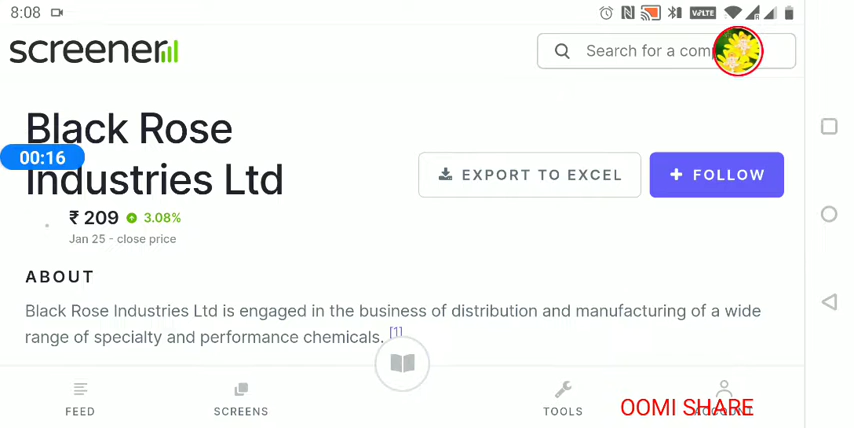 8:08
VoLTE
screener
Search for a com
Black Rose
00:16
Industries Ltd
EXPORT TO EXCEL
+ FOLLOW
₹ 209 3.08%
Jan 25 - close price
ABOUT
Black Rose Industries Ltd is engaged in the business of distribution and manufacturing of a wide
range of specialty and performance chemicals. [1]
FEED
SCREENS
TOOLS
OOMI SHARE